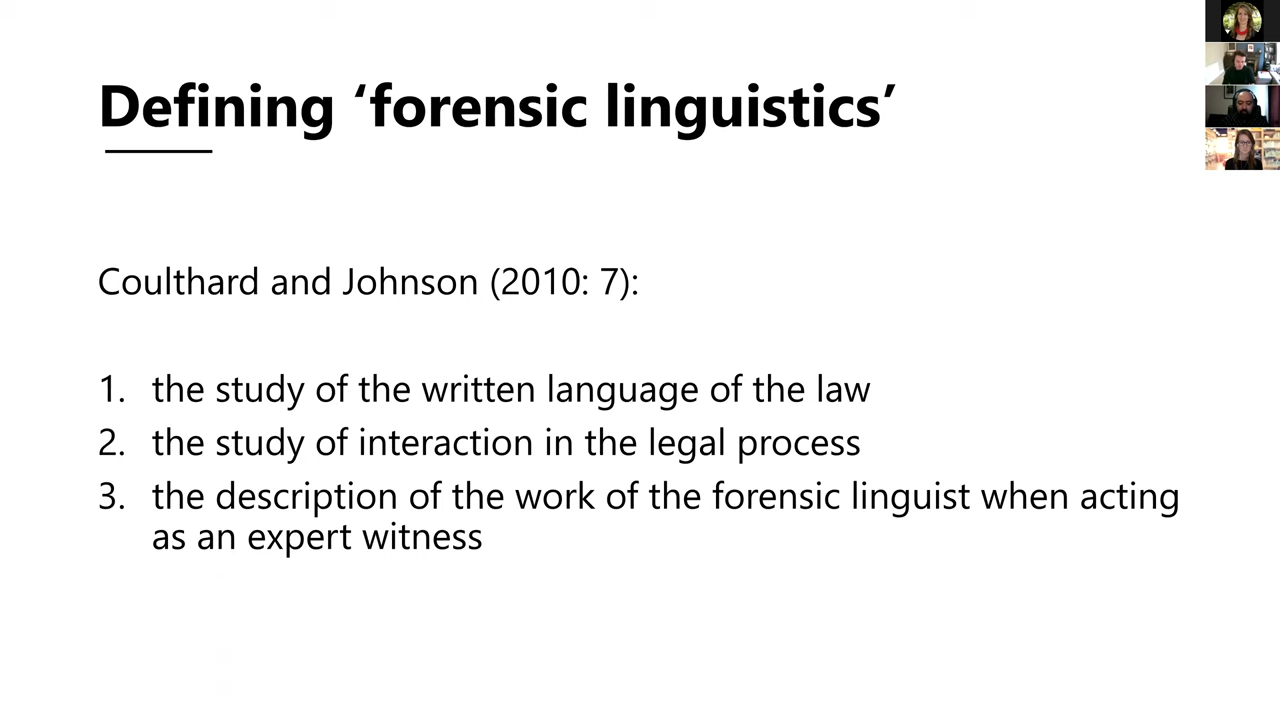 Defining ‘forensic linguistics’
Coulthard and Johnson (2010: 7):
1. the study of the written language of the law
2. the study of interaction in the legal process
3. the description of the work of the forensic linguist when acting
as an expert witness